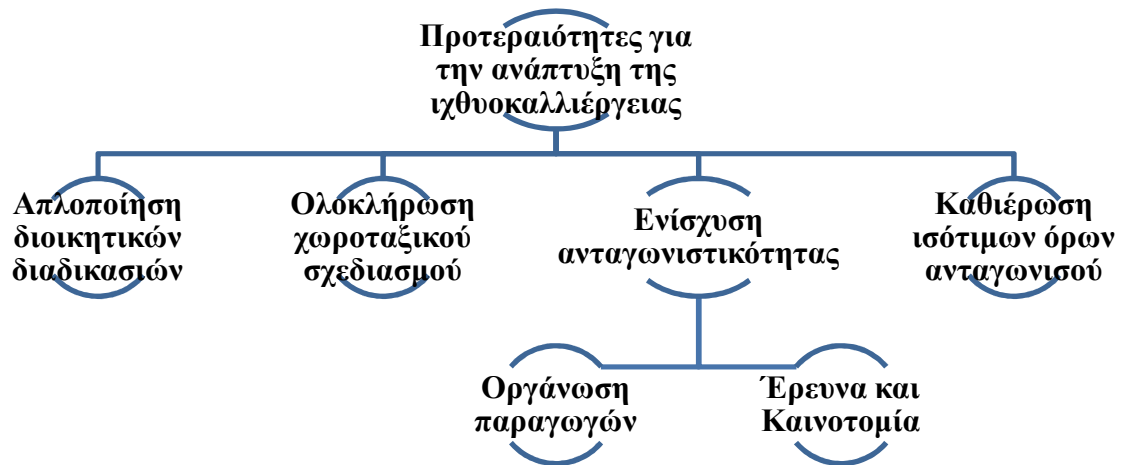 Προτεραιότητες για
την ανάπτυξη της
ιχθυοκαλλιέργειας
Απλοποίηση
διοικητικών
διαδικασιών
Ολοκλήρωση
χωροταξικού
σχεδιασμού
Ενίσχυση
ανταγωνιστικότητας
Καθιέρωση
ισότιμων όρων
ανταγωνισού
Οργάνωση
παραγωγών
Έρευνα και
Καινοτομία